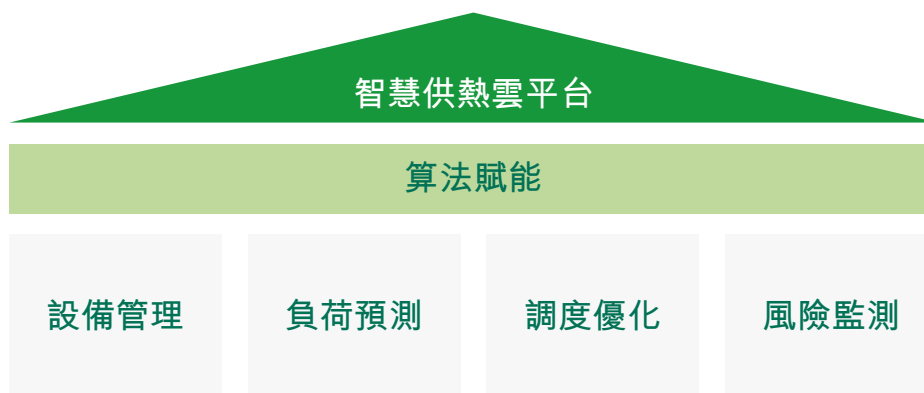 智慧供熱雲平台
算法賦能
設備管理
負荷預測
調度優化
風險監測